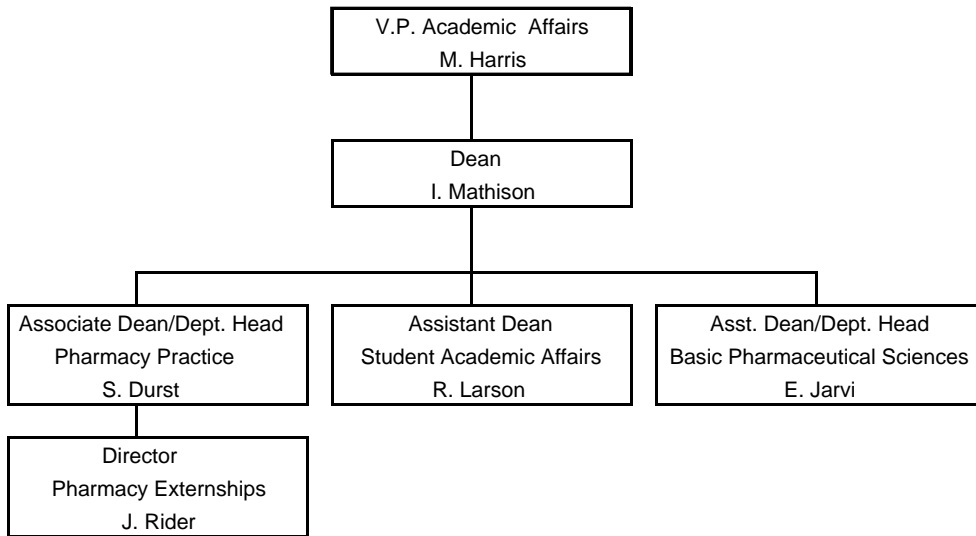 V.P. Academic Affairs
M. Harris
Dean
I. Mathison
Associate Dean/Dept. Head
Pharmacy Practice
S. Durst
Assistant Dean
Student Academic Affairs
R. Larson
Asst. Dean/Dept. Head
Basic Pharmaceutical Sciences
E. Jarvi
Director
Pharmacy Externships
J. Rider